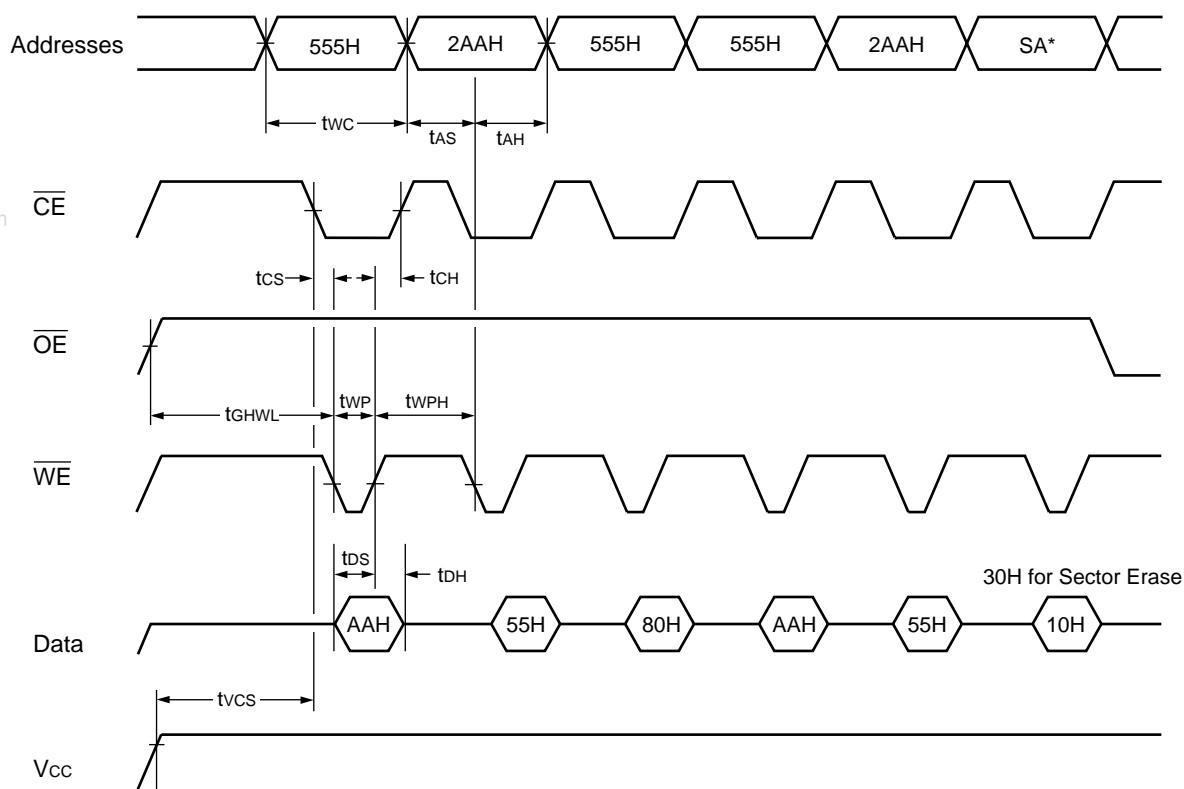 Addresses 555H 2AAH 555H 555H 2AAH SA*
tWC tAS tAH
CE
tCS tCH
OE
tGHWL tWP tWPH
WE
tDS tDH
30H for Sector Erase
Data AAH 55H 80H AAH 55H 10H
tVCS
VCC